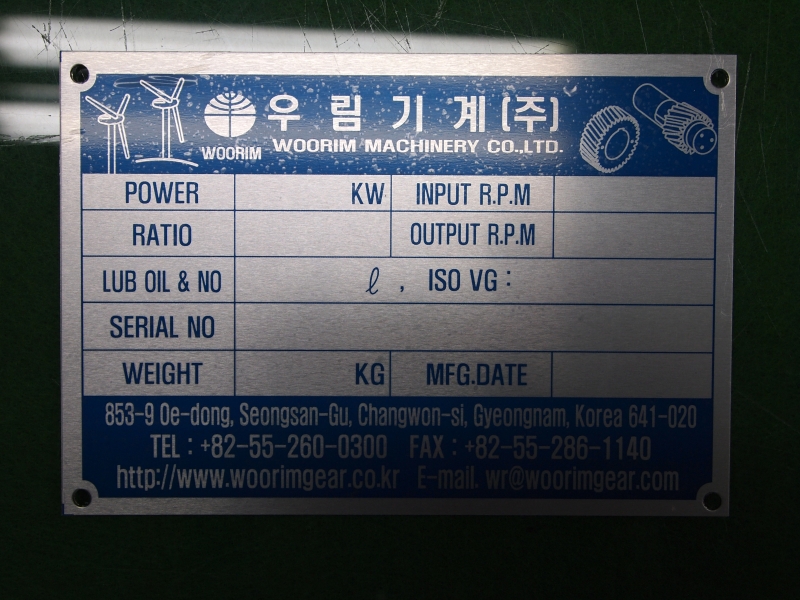 우림기계(주)
WOORIM WOORIM MACHINERY CO.,LTD.
POWER KW INPUT R.P.M
RATIO OUTPUT R.P.M
LUB OIL & NO ℓ , ISO VG :
SERIAL NO
WEIGHT KG MFG.DATE
853-9 Oe-dong, Seongsan-Gu, Changwon-si, Gyeongnam, Korea 641-020
TEL : +82-55-260-0300 FAX : +82-55-286-1140
http://www.woorimgear.co.kr E-mail. wr@woorimgear.com